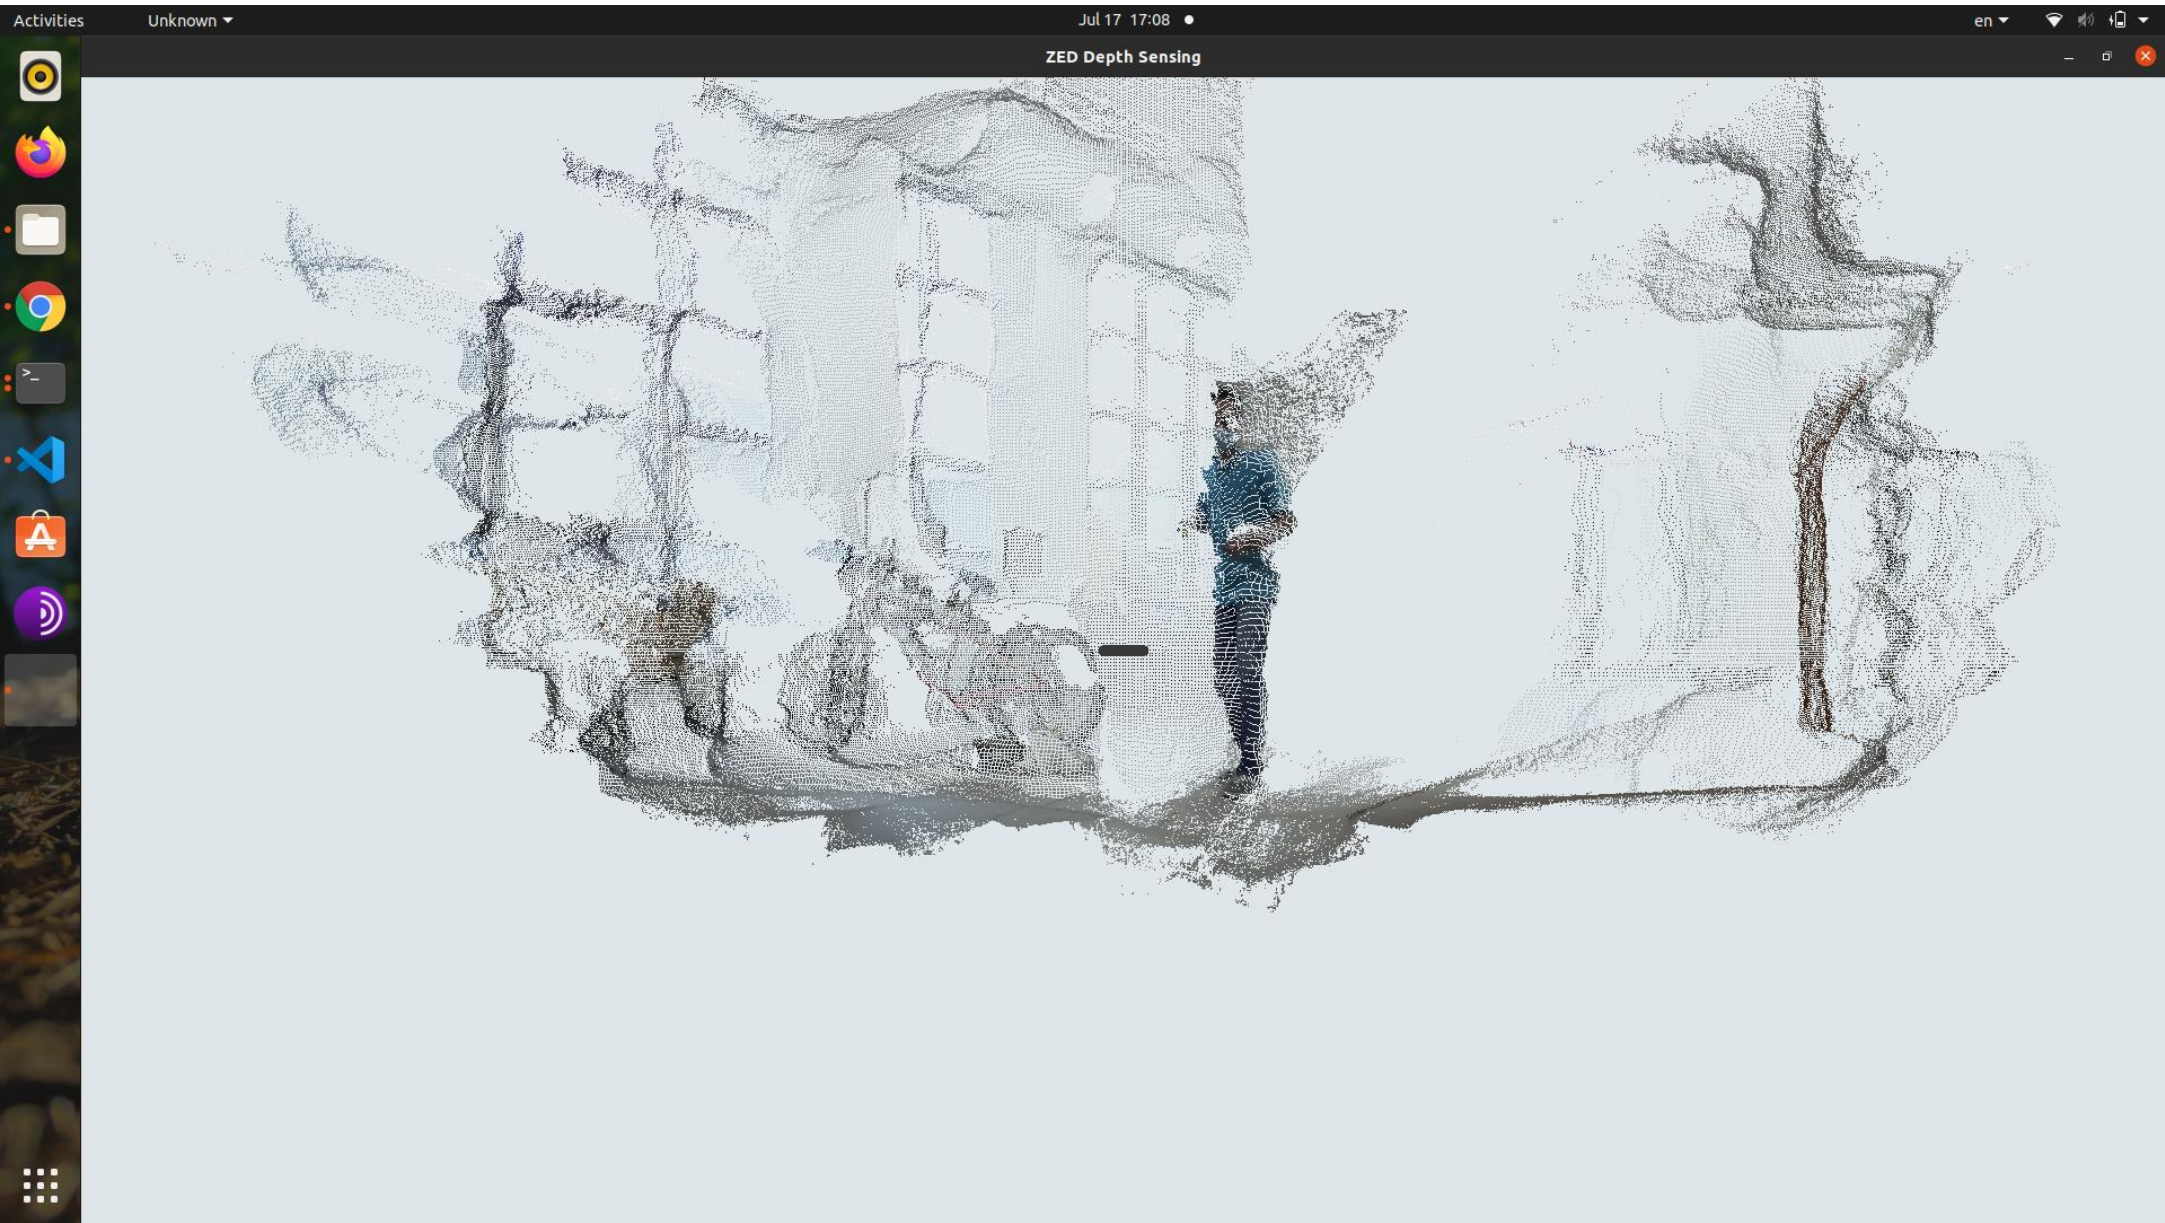 Activities
Unknown
Jul 17 17:08
en
ZED Depth Sensing
>_